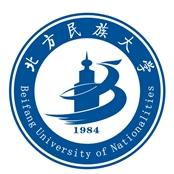 北方民族大学
1984
Beifang University of Nationalities